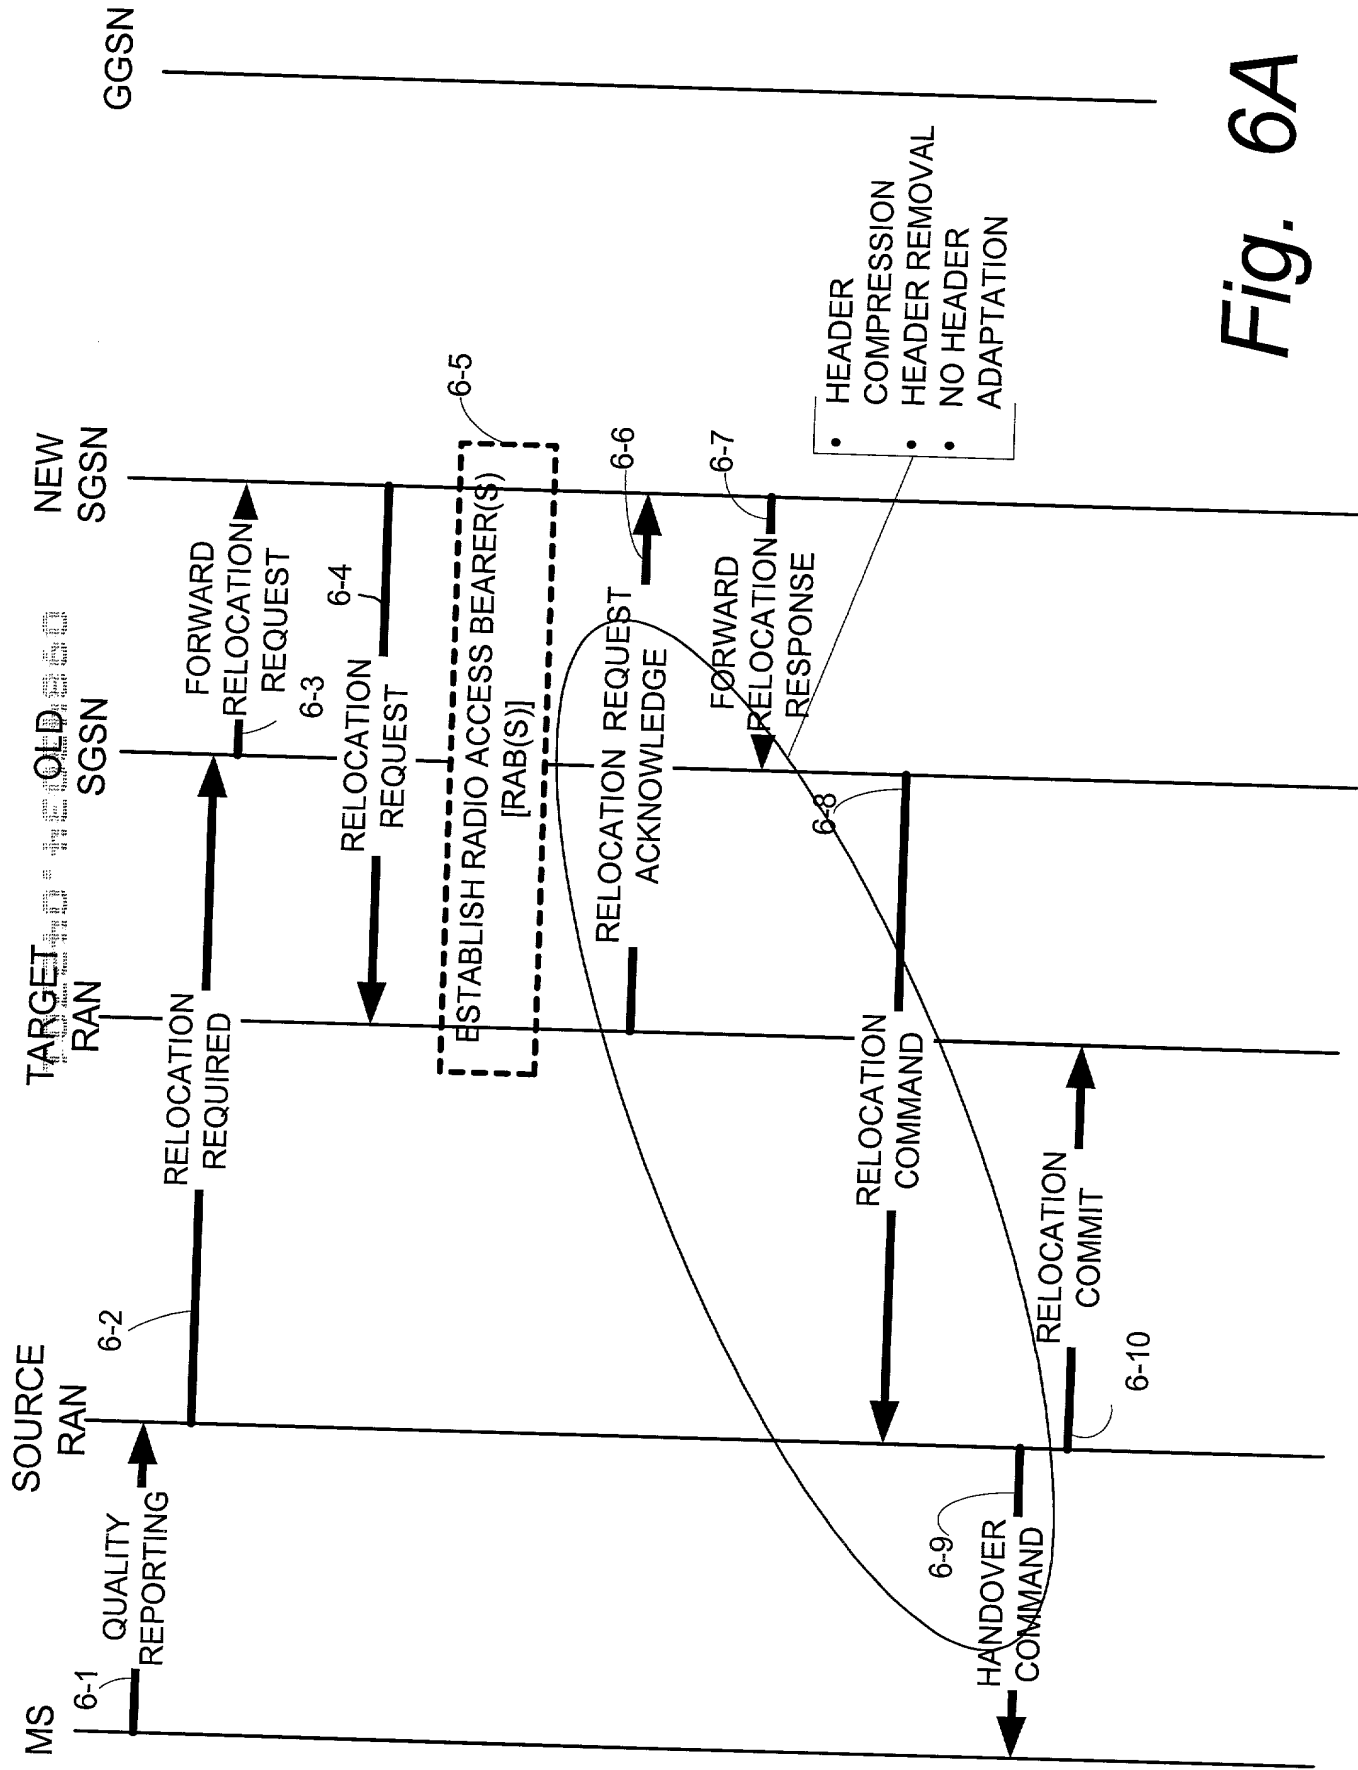 MS
SOURCE
RAN
TARGET
RAN
OLD
SGSN
NEW
SGSN
GGSN
6-1
QUALITY
REPORTING
6-2
RELOCATION
REQUIRED
6-3
FORWARD
RELOCATION
REQUEST
6-4
RELOCATION
REQUEST
6-5
ESTABLISH RADIO ACCESS BEARER(S)
[RAB(S)]
6-6
RELOCATION REQUEST
ACKNOWLEDGE
6-7
FORWARD
RELOCATION
RESPONSE
• HEADER
COMPRESSION
• HEADER REMOVAL
• NO HEADER
ADAPTATION
6-8
RELOCATION
COMMAND
6-9
HANDOVER
COMMAND
6-10
RELOCATION
COMMIT
Fig. 6A